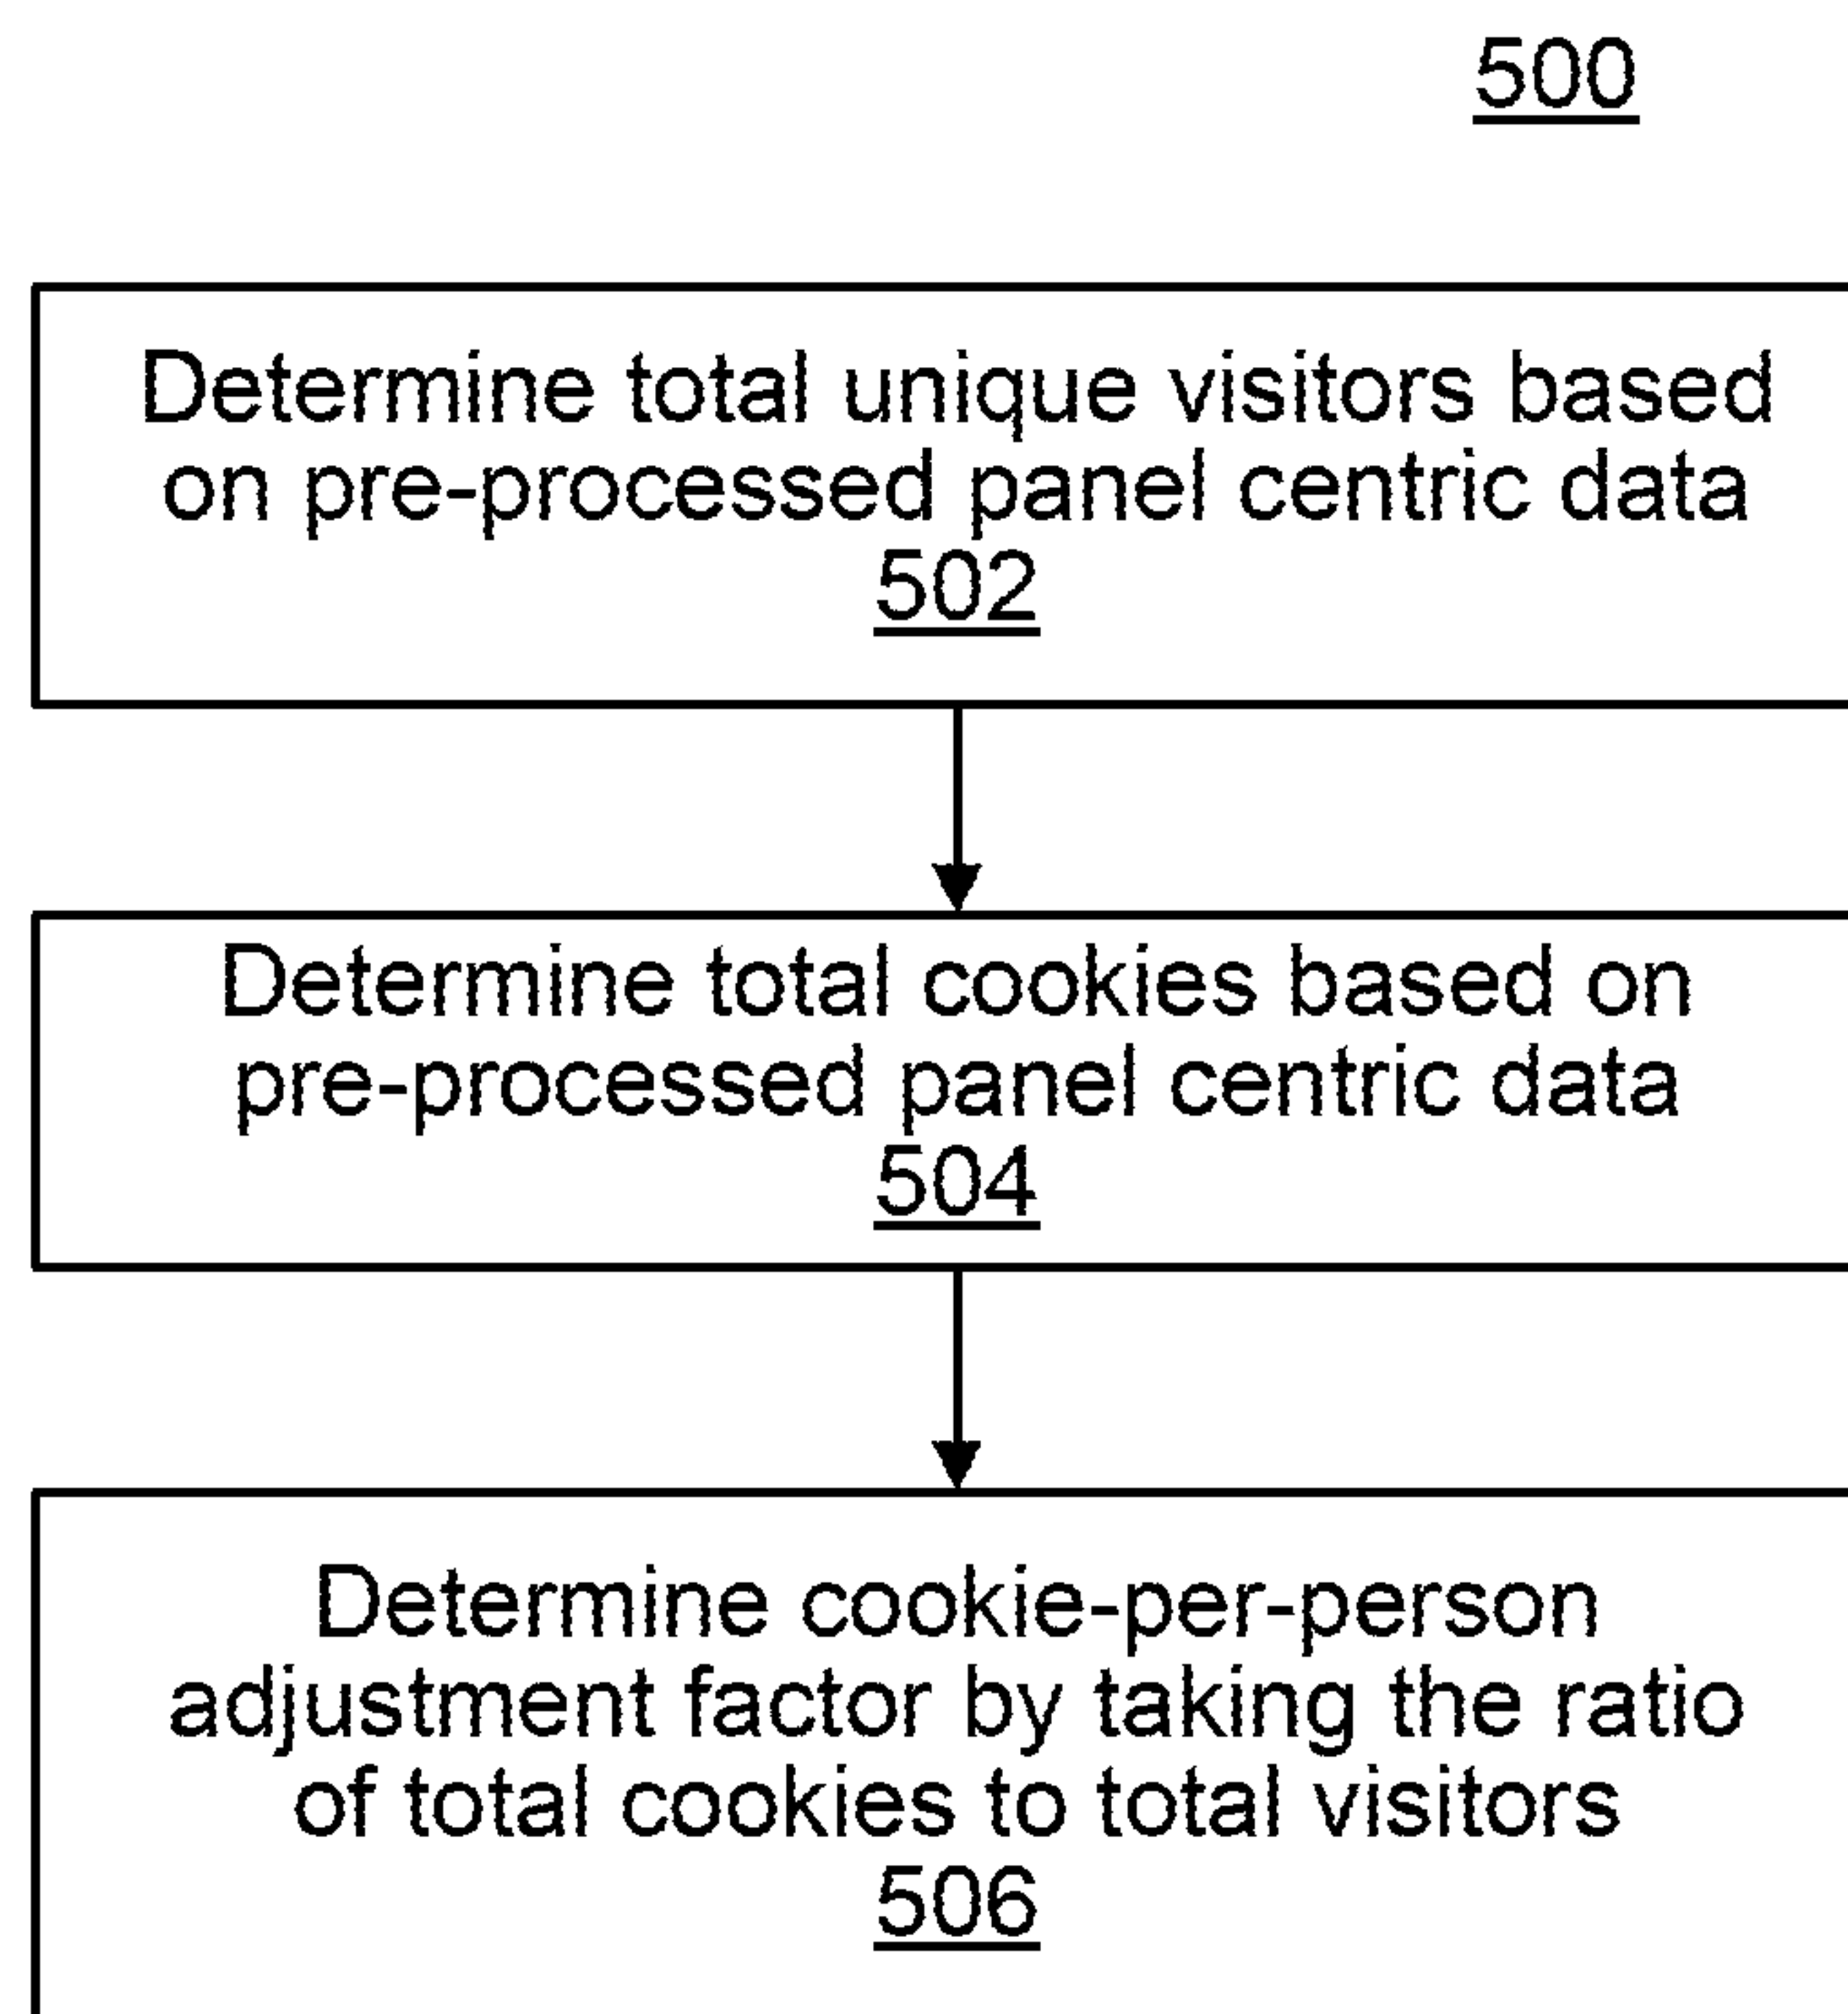 500
Determine total unique visitors based
on pre-processed panel centric data
502
Determine total cookies based on
pre-processed panel centric data
504
Determine cookie-per-person
adjustment factor by taking the ratio
of total cookies to total visitors
506